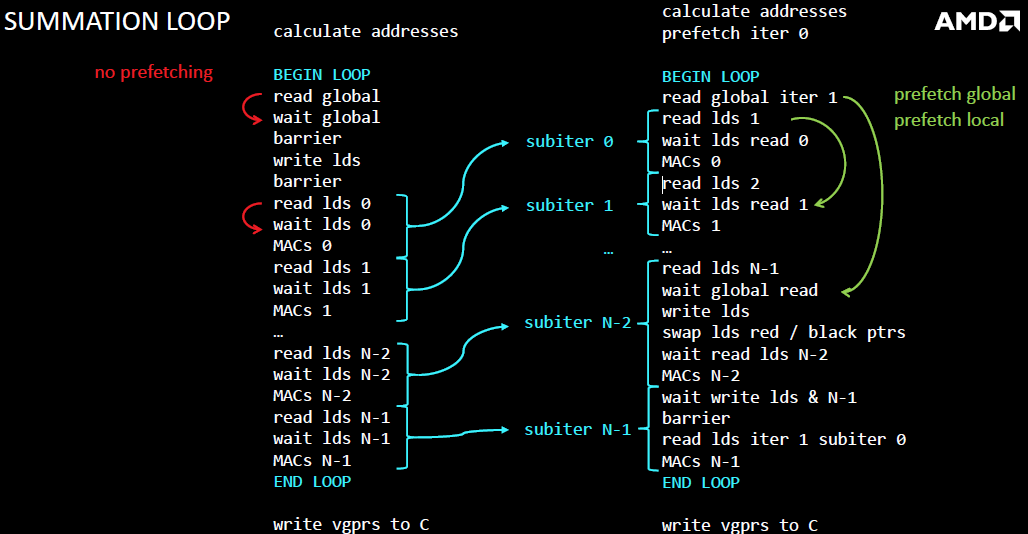 SUMMATION LOOP
AMD
no prefetching
calculate addresses
BEGIN LOOP
read global
wait global
barrier
write lds
barrier
read lds 0
wait lds 0
MACs 0
read lds 1
wait lds 1
MACs 1
…
read lds N-2
wait lds N-2
MACs N-2
read lds N-1
wait lds N-1
MACs N-1
END LOOP
write vgprs to C
subiter 0
subiter 1
…
subiter N-2
subiter N-1
calculate addresses
prefetch iter 0
BEGIN LOOP
read global iter 1
read lds 1
wait lds read 0
MACs 0
read lds 2
wait lds read 1
MACs 1
…
read lds N-1
wait global read
write lds
swap lds red / black ptrs
wait read lds N-2
MACs N-2
wait write lds & N-1
barrier
read lds iter 1 subiter 0
MACs N-1
END LOOP
write vgprs to C
prefetch global
prefetch local